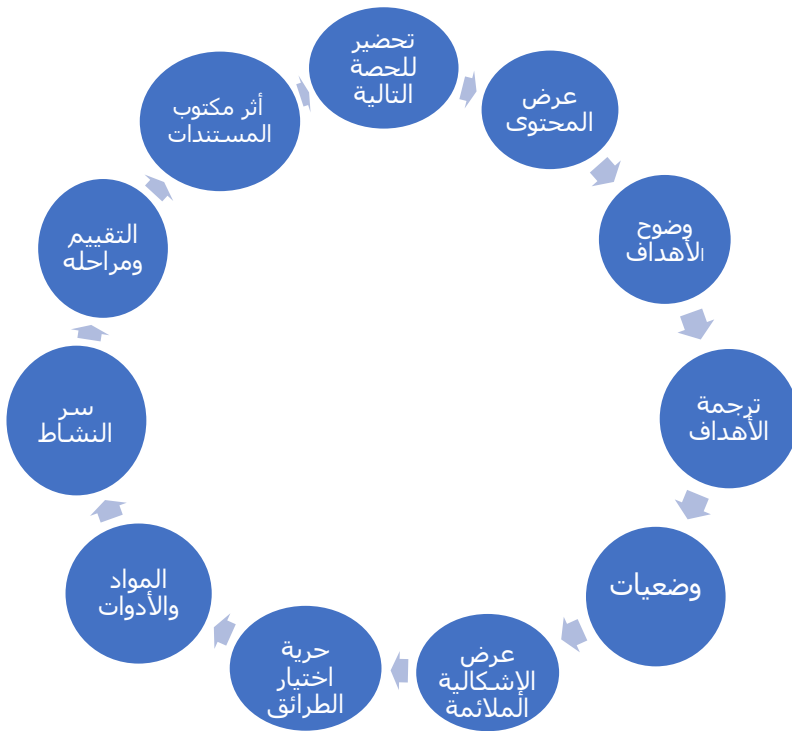 تحضير
للحصة
التالية
عرض
المحتوى
وضوح
الأهداف
ترجمة
الأهداف
وضعيات
عرض
الإشكالية
الملائمة
حرية
اختيار
الطرائق
المواد
والأدوات
سر
النشاط
التقييم
ومراحله
أثر مكتوب
المستندات